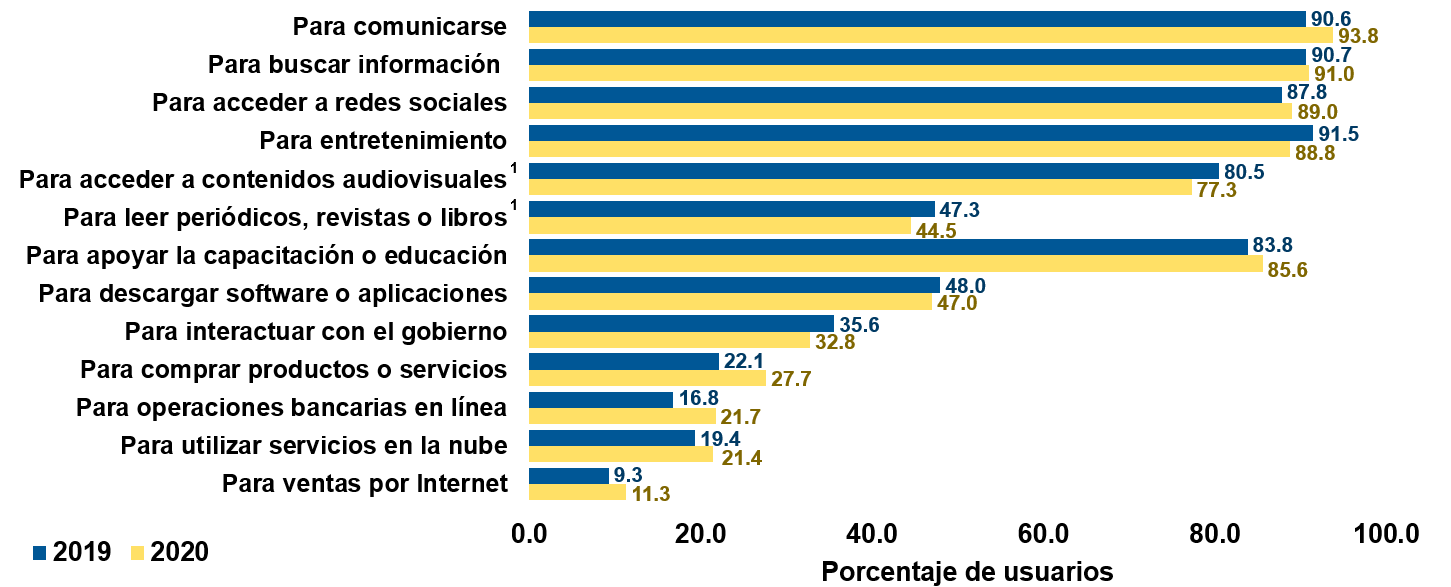 Para comunicarse 90.6
93.8
Para buscar información 90.7
91.0
Para acceder a redes sociales 87.8
89.0
Para entretenimiento 91.5
88.8
Para acceder a contenidos audiovisuales¹ 80.5
77.3
Para leer periódicos, revistas o libros¹ 47.3
44.5
Para apoyar la capacitación o educación 83.8
85.6
Para descargar software o aplicaciones 48.0
47.0
Para interactuar con el gobierno 35.6
32.8
Para comprar productos o servicios 22.1
27.7
Para operaciones bancarias en línea 16.8
21.7
Para utilizar servicios en la nube 19.4
21.4
Para ventas por Internet 9.3
11.3
0.0 20.0 40.0 60.0 80.0 100.0
2019 2020
Porcentaje de usuarios